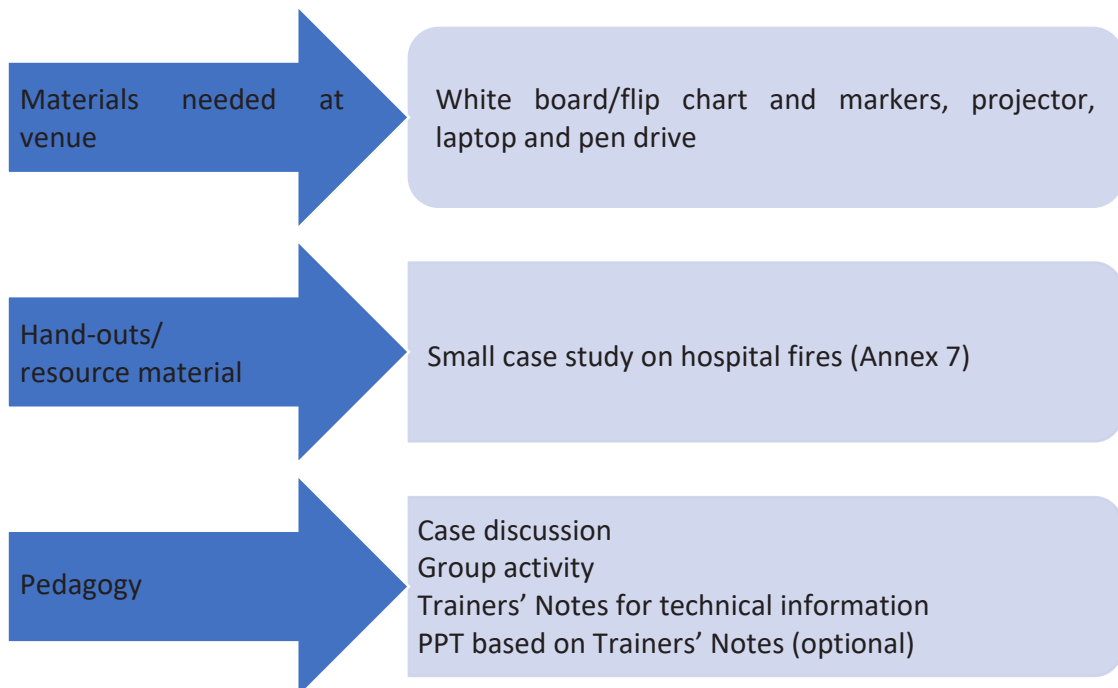 Materials needed at
venue
White board/flip chart and markers, projector,
laptop and pen drive
Hand-outs/
resource material
Small case study on hospital fires (Annex 7)
Pedagogy
Case discussion
Group activity
Trainers’ Notes for technical information
PPT based on Trainers’ Notes (optional)